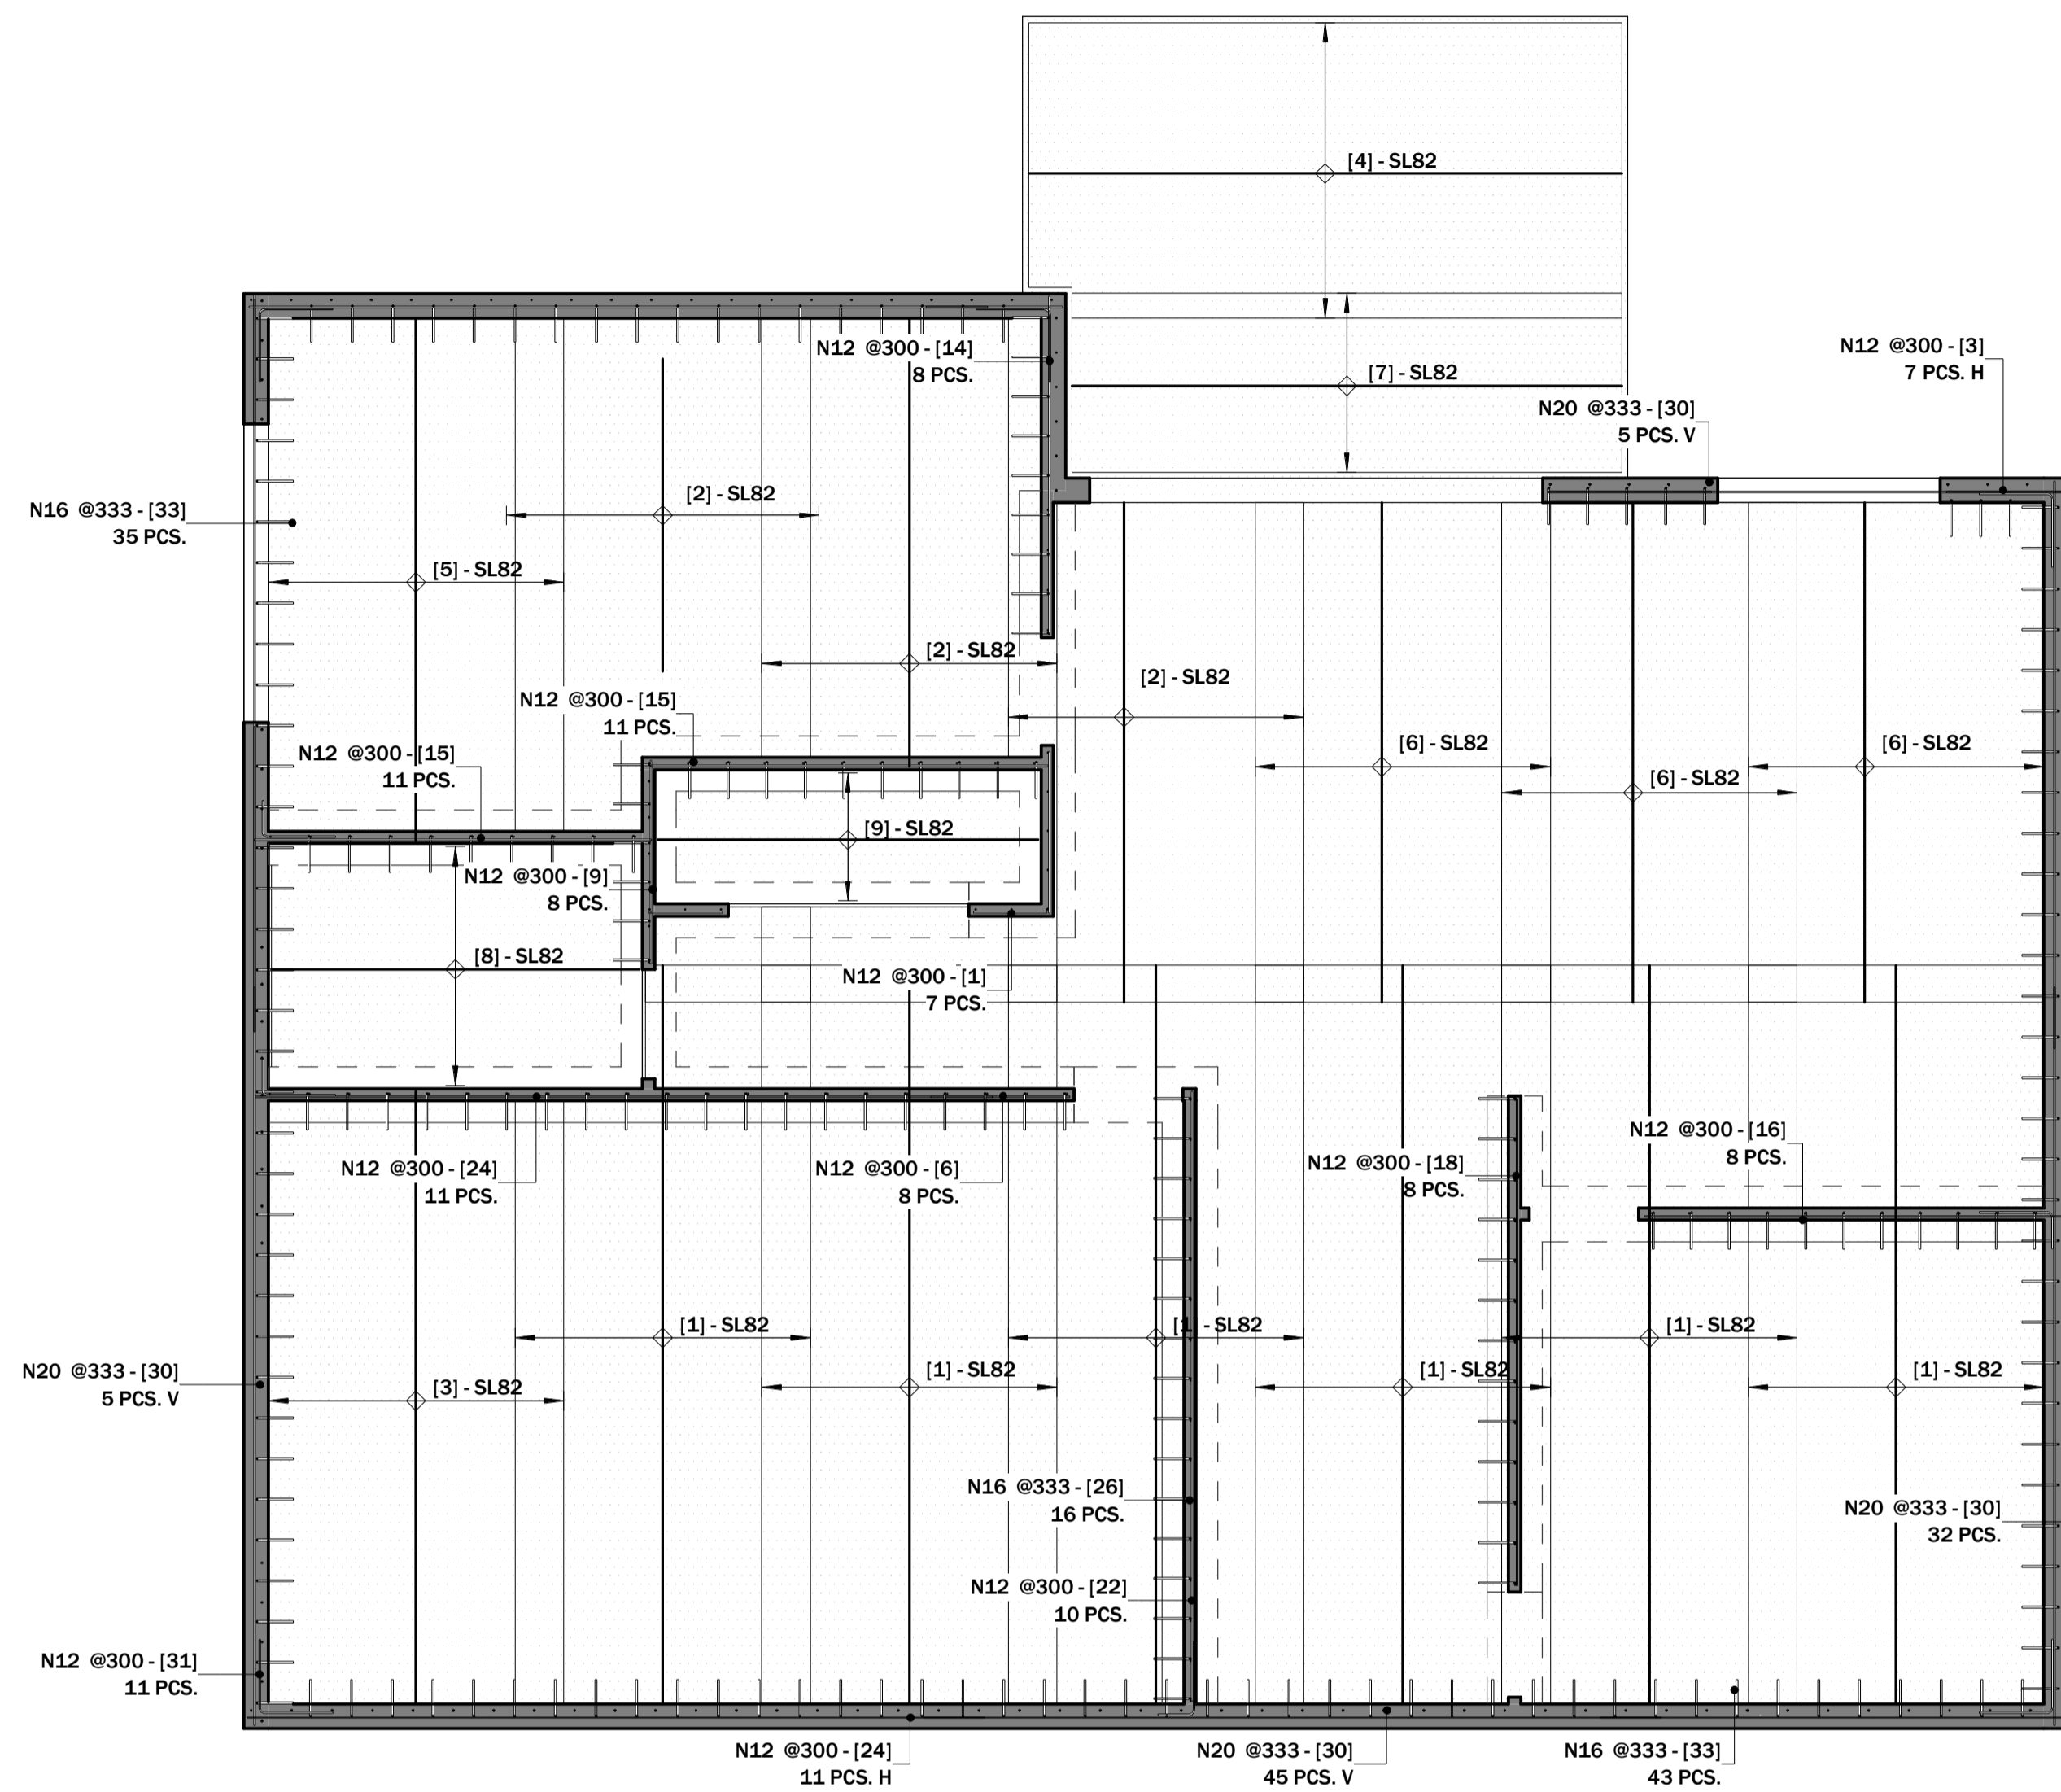 [4] - SL82
N12 @300 - [14]
8 PCS.
N12 @300 - [3]
7 PCS. H
[7] - SL82
N20 @333 - [30]
5 PCS. V
N16 @333 - [33]
35 PCS.
[2] - SL82
[5] - SL82
[2] - SL82
[2] - SL82
N12 @300 - [15]
11 PCS.
N12 @300 - [15]
11 PCS.
[6] - SL82
[6] - SL82
[6] - SL82
[9] - SL82
N12 @300 - [9]
8 PCS.
[8] - SL82
N12 @300 - [1]
7 PCS.
N12 @300 - [24]
11 PCS.
N12 @300 - [6]
8 PCS.
N12 @300 - [18]
8 PCS.
N12 @300 - [16]
8 PCS.
[1] - SL82
[1] - SL82
[1] - SL82
N20 @333 - [30]
5 PCS. V
[3] - SL82
[1] - SL82
[1] - SL82
[1] - SL82
N16 @333 - [26]
16 PCS.
N20 @333 - [30]
32 PCS.
N12 @300 - [22]
10 PCS.
N12 @300 - [31]
11 PCS.
N12 @300 - [24]
11 PCS. H
N20 @333 - [30]
45 PCS. V
N16 @333 - [33]
43 PCS.